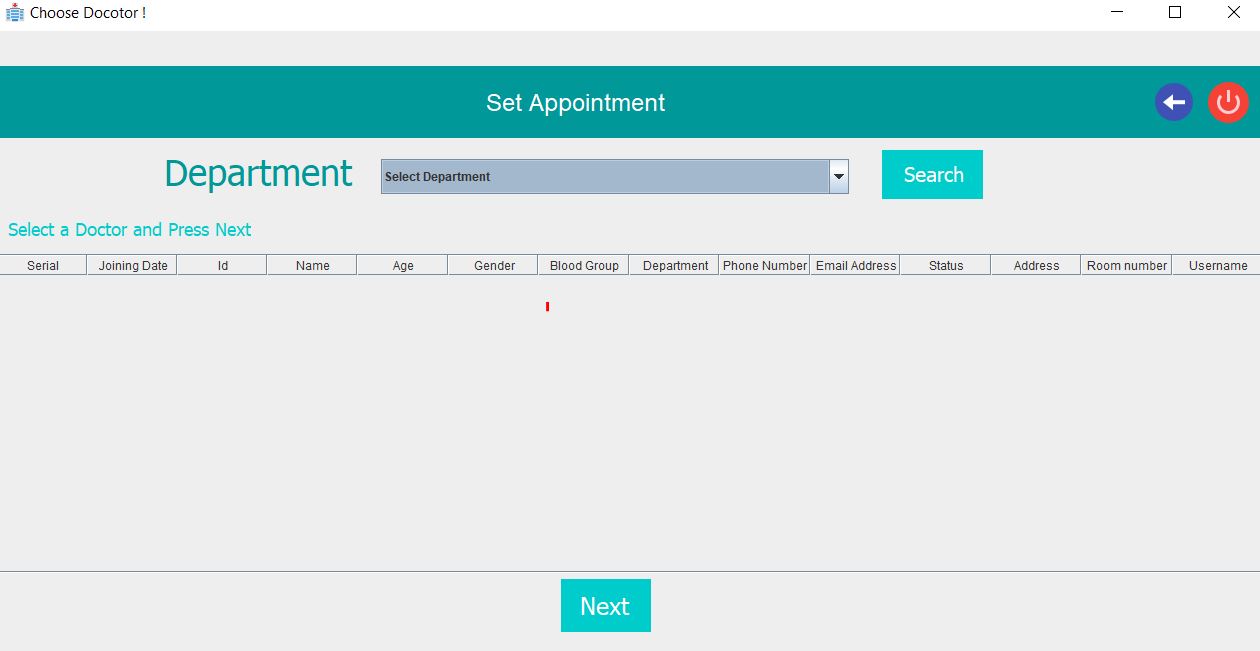 Choose Docotor !
Set Appointment
Department Select Department Search
Select a Doctor and Press Next
Serial Joining Date Id Name Age Gender Blood Group Department Phone Number Email Address Status Address Room number Username
Next